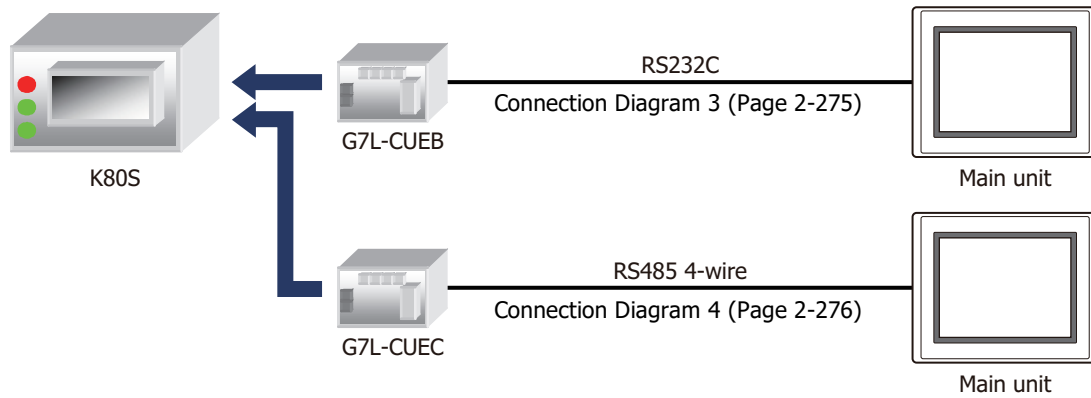 RS232C
Connection Diagram 3 (Page 2-275)
G7L-CUEB
K80S
Main unit
RS485 4-wire
Connection Diagram 4 (Page 2-276)
G7L-CUEC
Main unit